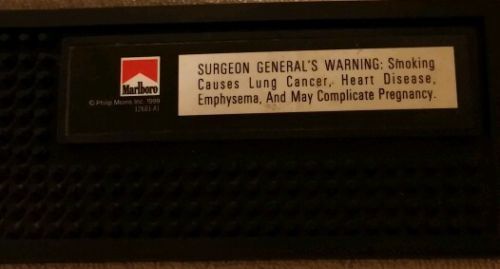 Marlboro
© Philip Morris Inc. 1999
SURGEON GENERAL'S WARNING: Smoking
Causes Lung Cancer, Heart Disease,
Emphysema, And May Complicate Pregnancy.